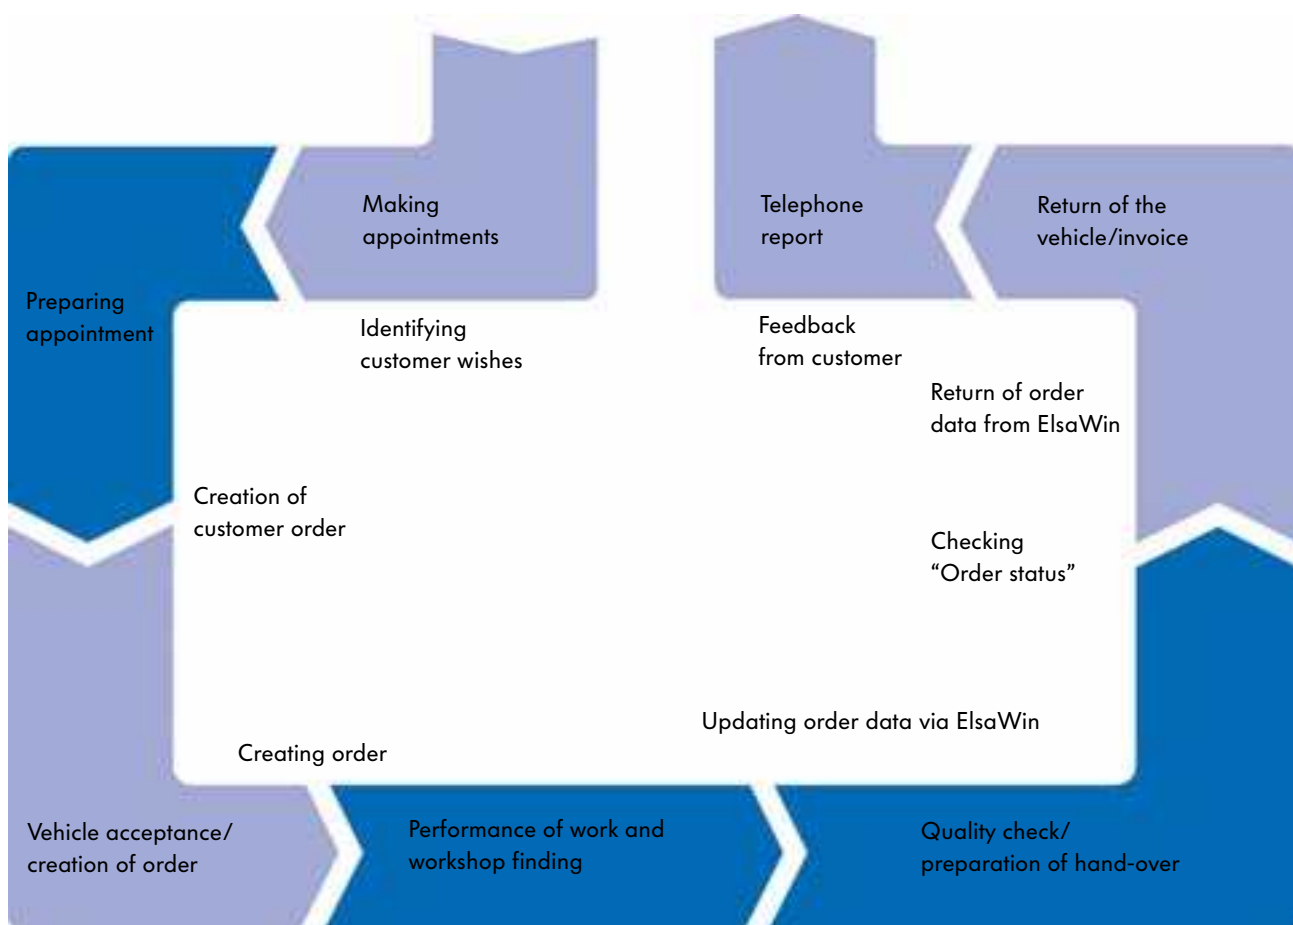 Making
appointments
Telephone
report
Return of the
vehicle/invoice
Preparing
appointment
Identifying
customer wishes
Feedback
from customer
Return of order
data from ElsaWin
Creation of
customer order
Checking
“Order status”
Updating order data via ElsaWin
Creating order
Vehicle acceptance/
creation of order
Performance of work and
workshop finding
Quality check/
preparation of hand-over